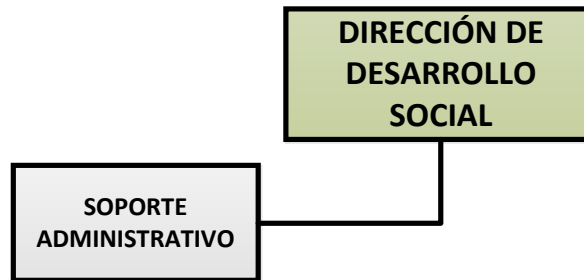 DIRECCIÓN DE
DESARROLLO
SOCIAL
SOPORTE
ADMINISTRATIVO